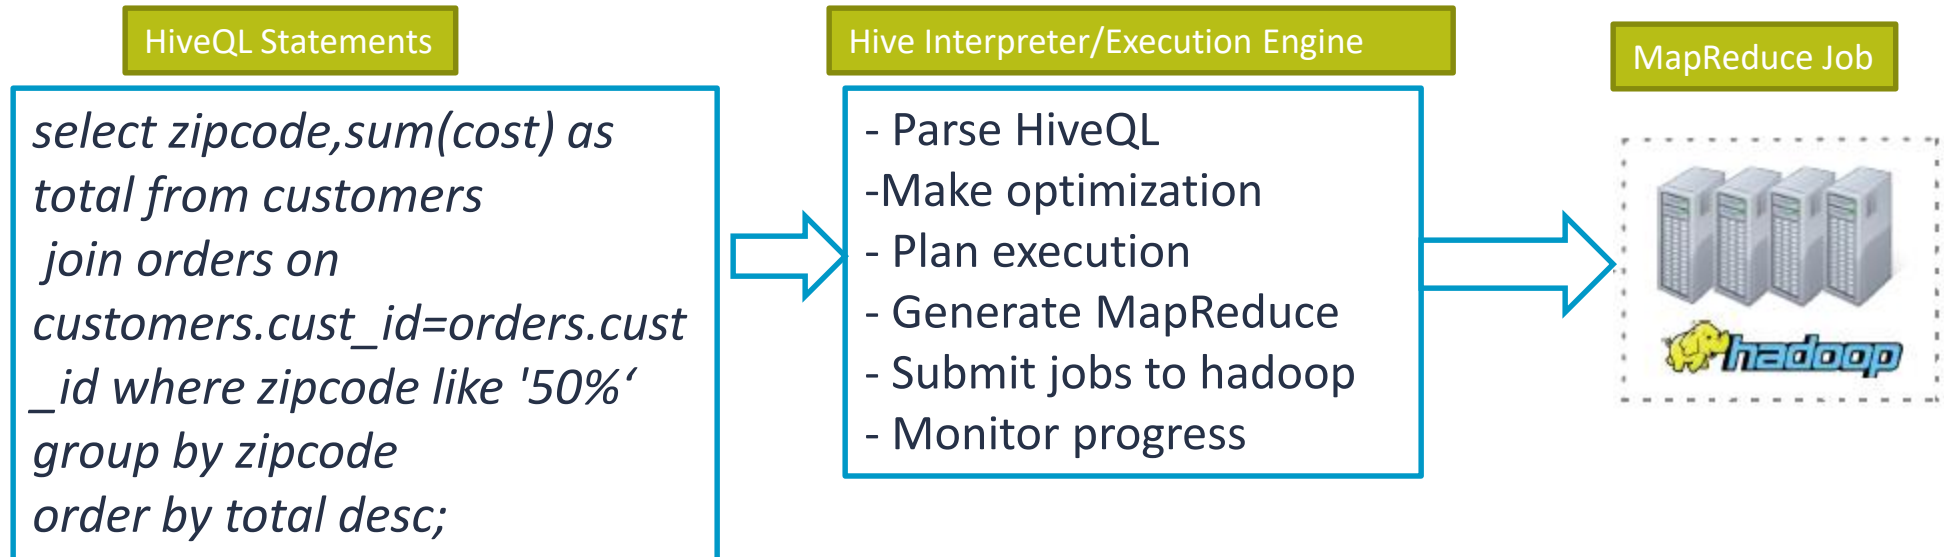 HiveQL Statements
select zipcode,sum(cost) as
total from customers
join orders on
customers.cust_id=orders.cust
_id where zipcode like '50%‘
group by zipcode
order by total desc;
Hive Interpreter/Execution Engine
- Parse HiveQL
-Make optimization
- Plan execution
- Generate MapReduce
- Submit jobs to hadoop
- Monitor progress
MapReduce Job
hadoop